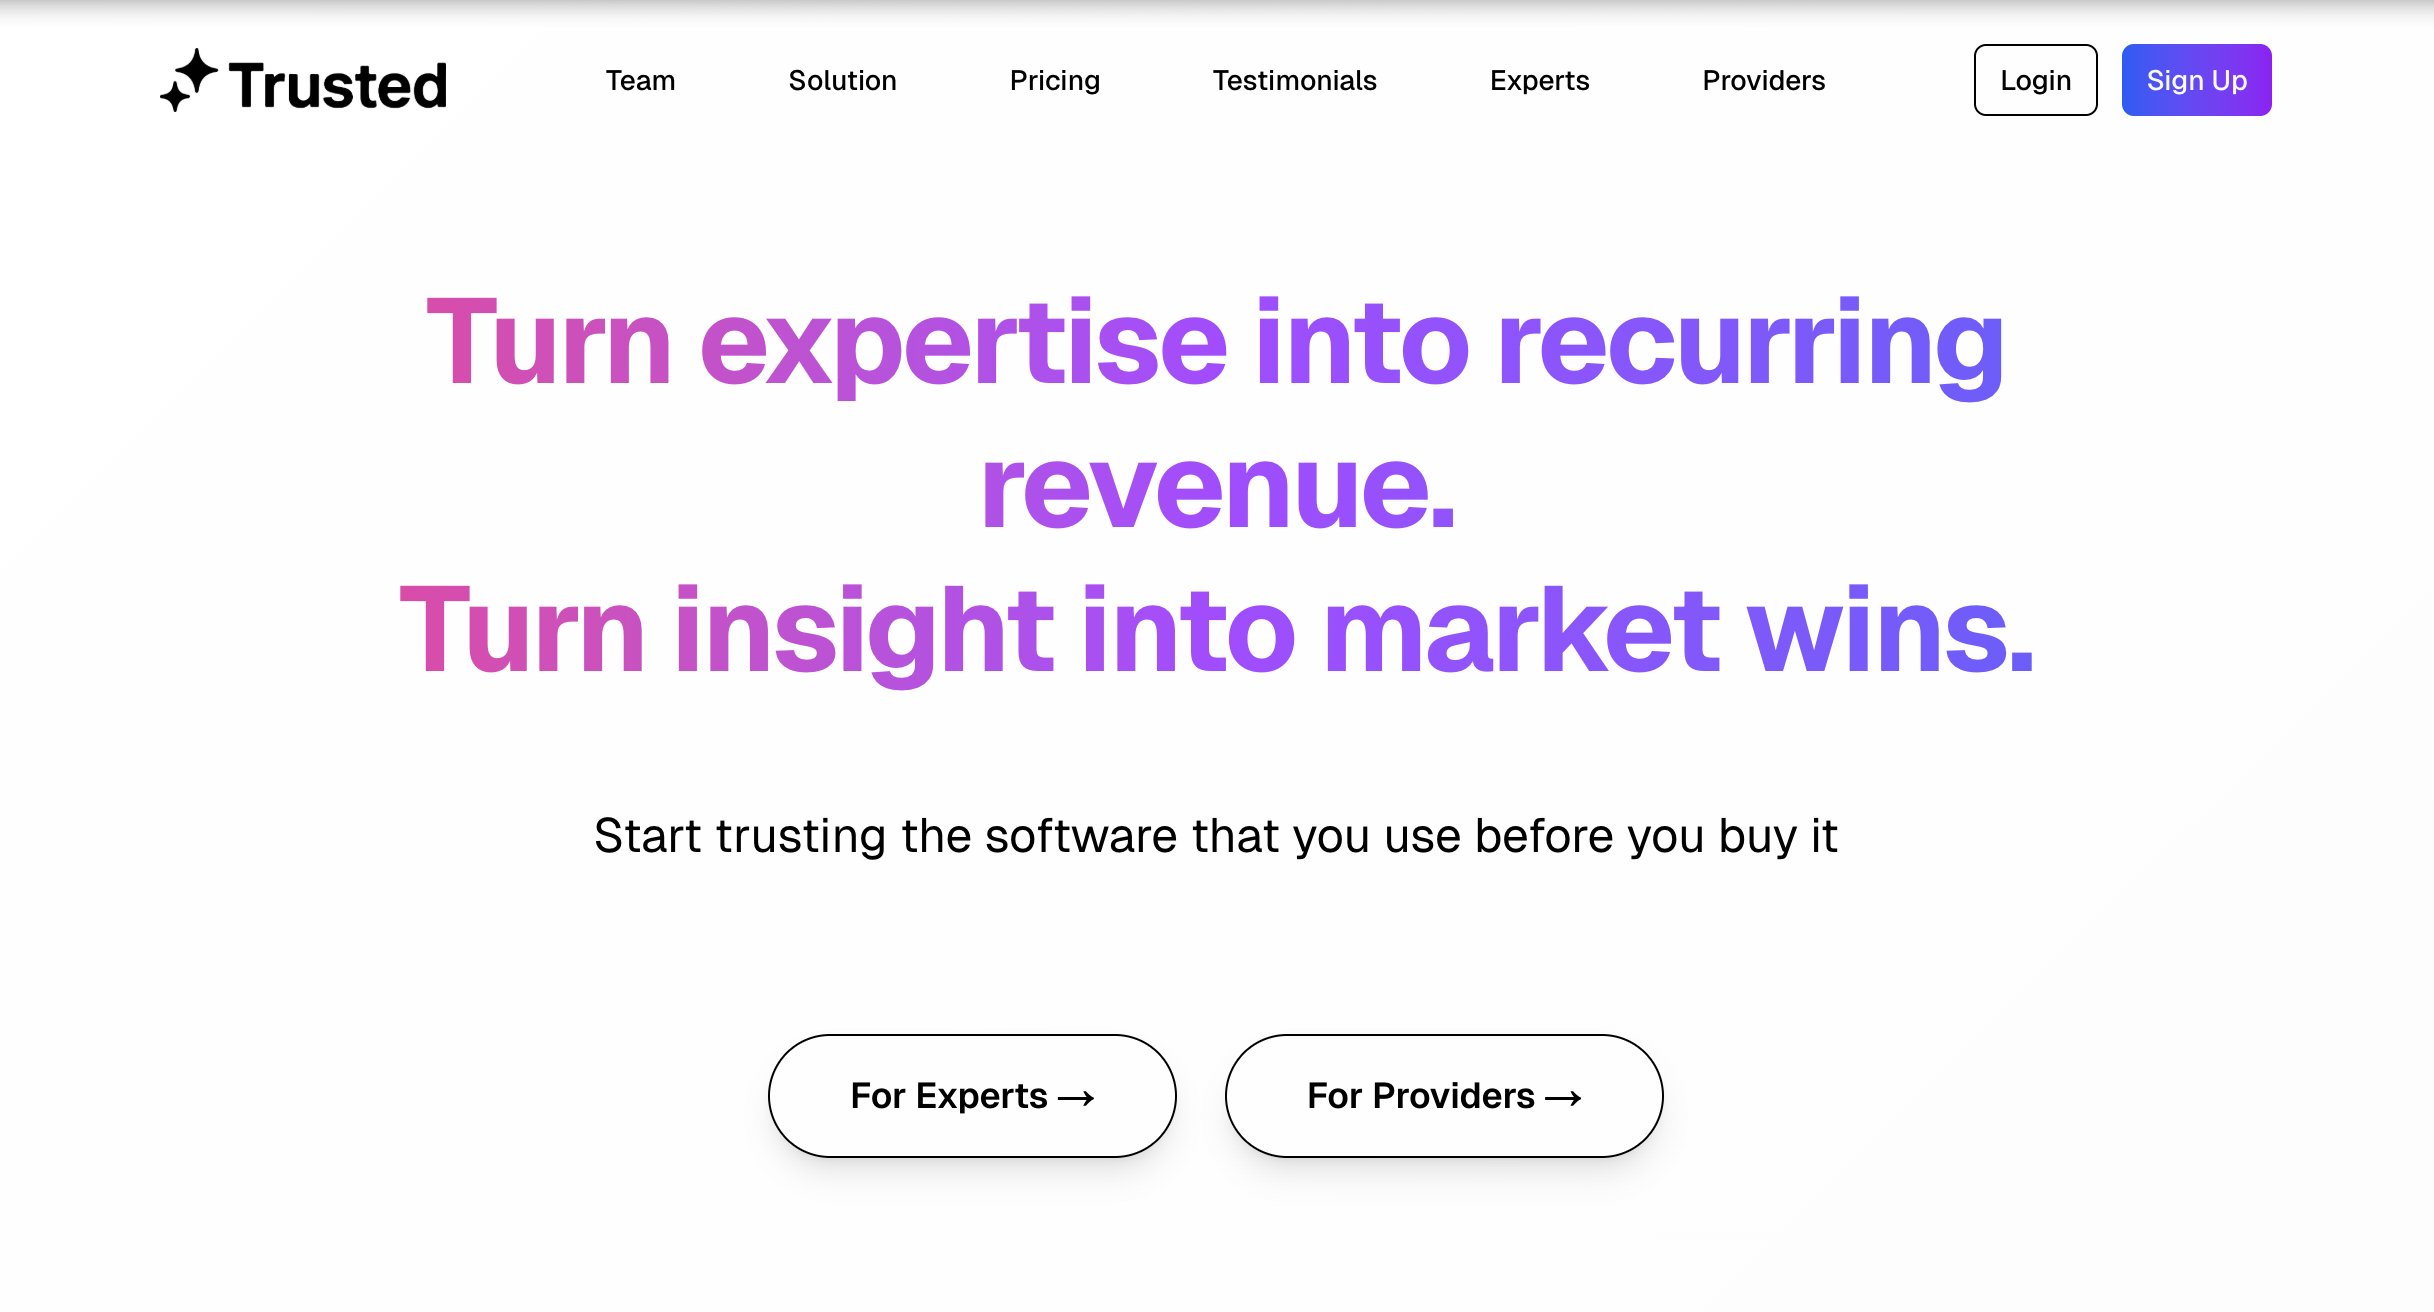 Trusted
Team
Solution
Pricing
Testimonials
Experts
Providers
Login
Sign Up
Turn expertise into recurring
revenue.
Turn insight into market wins.
Start trusting the software that you use before you buy it
For Experts →
For Providers →